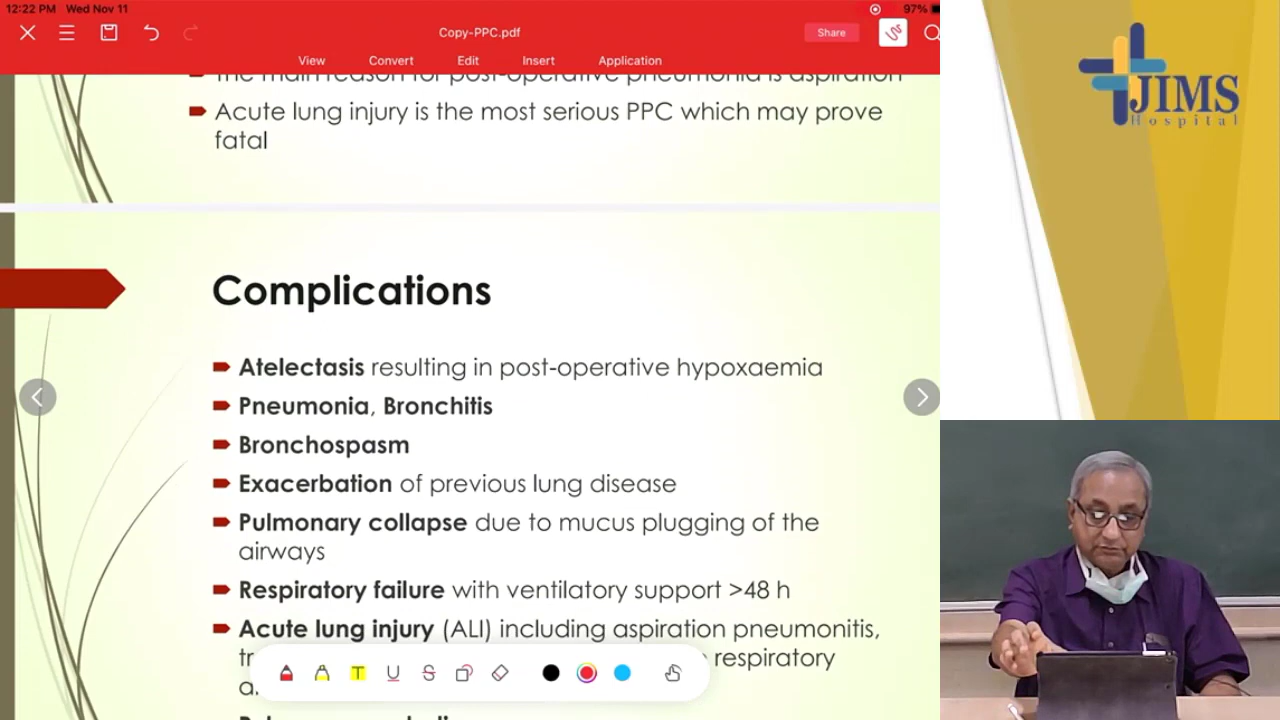 12:22 PM Wed Nov 11
97%
Copy-PPC.pdf
Share
View Convert Edit Insert Application
The main reason for post-operative pneumonia is aspiration
Acute lung injury is the most serious PPC which may prove
fatal
Complications
Atelectasis resulting in post-operative hypoxaemia
Pneumonia, Bronchitis
Bronchospasm
Exacerbation of previous lung disease
Pulmonary collapse due to mucus plugging of the
airways
Respiratory failure with ventilatory support >48 h
Acute lung injury (ALI) including aspiration pneumonitis,
respiratory
T U S
JIMS
Hospital